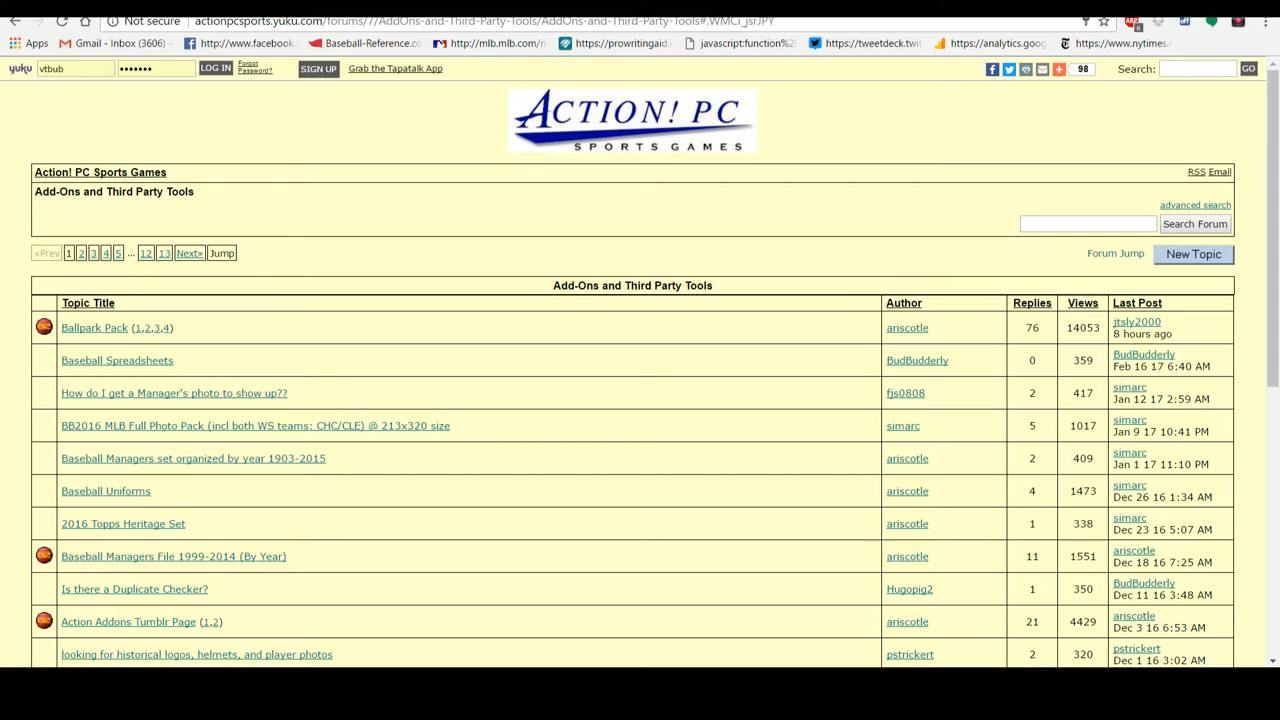 Not secure actionpcsports.yuku.com/forums/7/AddOns-and-Third-Party-Tools/AddOns-and-Third-Party-Tools#.WMCi_jsrJPY
Apps Gmail - Inbox (3606) http://www.facebook. Baseball-Reference.co http://mlb.mlb.com/m https://prowritingaid. javascript:function% https://tweetdeck.twi https://analytics.goog https://www.nytimes.
yuku vtbub ••••••• LOG IN Forgot Password? SIGN UP Grab the Tapatalk App 98 Search: GO
ACTION! PC
SPORTS GAMES
Action! PC Sports Games RSS Email
Add-Ons and Third Party Tools
advanced search
Search Forum
«Prev 1 2 3 4 5 ... 12 13 Next» Jump Forum Jump New Topic
Add-Ons and Third Party Tools
Topic Title Author Replies Views Last Post
Ballpark Pack (1,2,3,4) ariscotle 76 14053 jtsly2000 8 hours ago
Baseball Spreadsheets BudBudderly 0 359 BudBudderly Feb 16 17 6:40 AM
How do I get a Manager's photo to show up?? fjs0808 2 417 simarc Jan 12 17 2:59 AM
BB2016 MLB Full Photo Pack (incl both WS teams: CHC/CLE) @ 213x320 size simarc 5 1017 simarc Jan 9 17 10:41 PM
Baseball Managers set organized by year 1903-2015 ariscotle 2 409 simarc Jan 1 17 11:10 PM
Baseball Uniforms ariscotle 4 1473 simarc Dec 26 16 1:34 AM
2016 Topps Heritage Set ariscotle 1 338 simarc Dec 23 16 5:07 AM
Baseball Managers File 1999-2014 (By Year) ariscotle 11 1551 ariscotle Dec 18 16 7:25 AM
Is there a Duplicate Checker? Hugopig2 1 350 BudBudderly Dec 11 16 3:48 AM
Action Addons Tumblr Page (1,2) ariscotle 21 4429 ariscotle Dec 3 16 6:53 AM
looking for historical logos, helmets, and player photos pstrickert 2 320 pstrickert Dec 1 16 3:02 AM